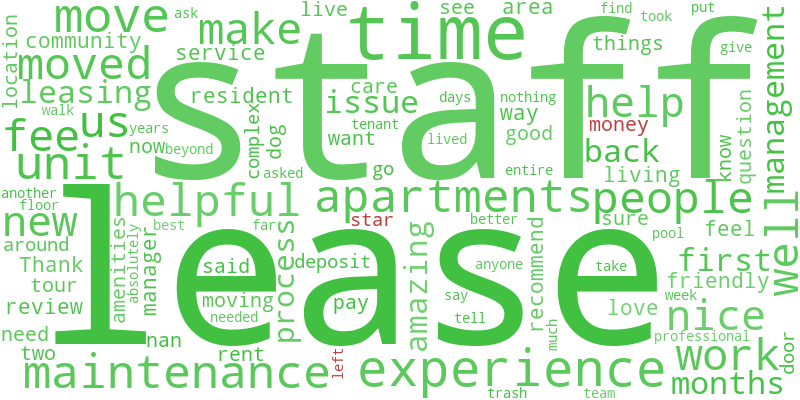 move
make
time
live
ask
see
area
find
took
put
give
things
location
community
service
moved
staff
leasing
resident
care
issue
help
way
good
money
management
question
know
walk
years
fee
us
now
beyond
complex
dog
asked
want
tenant
days
lived
nothing
go
back
entire
living
unit
another
floor
lease
helpful
apartments
people
well
new
around
Thank
tour
review
need
two
amenities
absolutely
manager
best
far
process
star
amazing
better
recommend
sure
pool
feel
said
deposit
anyone
take
first
friendly
moving
needed
pay
say
tell
much
love
week
nice
professional
nan
rent
left
work
door
maintenance
experience
months
trash
team